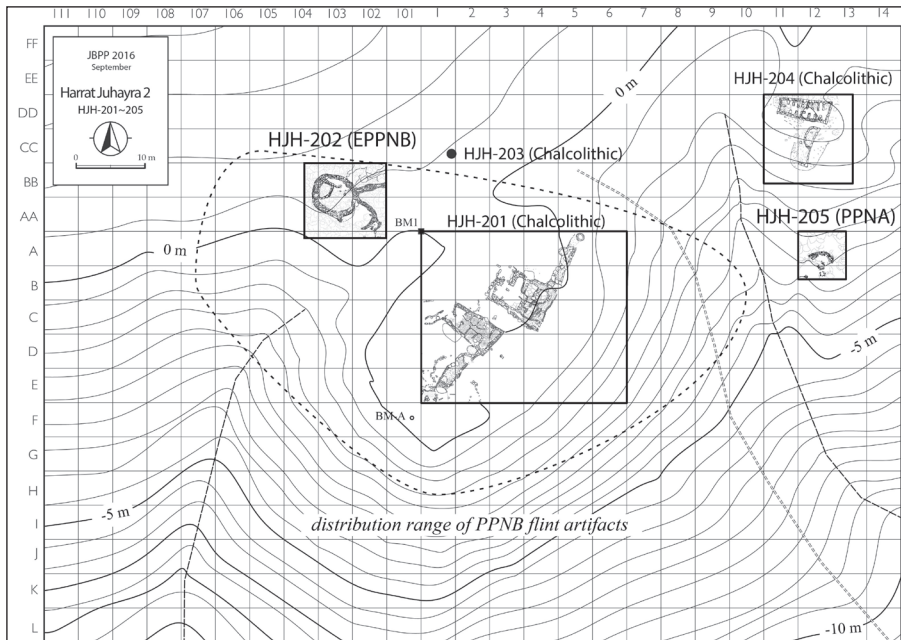 111 110 109 108 107 106 105 104 103 102 101 1 2 3 4 5 6 7 8 9 10 11 12 13 14
FF
EE
DD
CC
BB
AA
A
B
C
D
E
F
G
H
I
J
K
L
JBPP 2016
September
Harrat Juhayra 2
HJH-201~205
0 10 m
0 m
HJH-204 (Chalcolithic)
HJH-202 (EPPNB)
HJH-203 (Chalcolithic)
BM1
HJH-201 (Chalcolithic)
HJH-205 (PPNA)
0 m
-5 m
BM-A
-5 m
distribution range of PPNB flint artifacts
-10 m